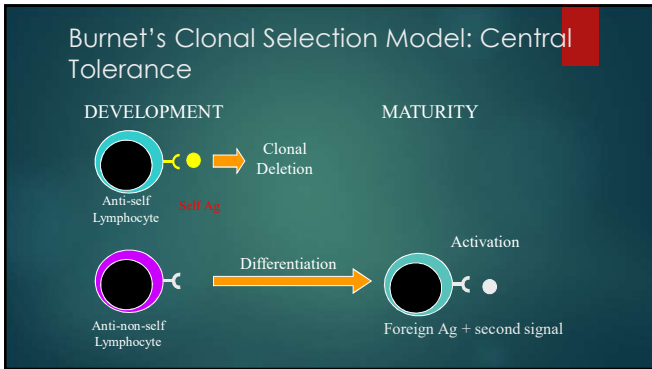 Burnet's Clonal Selection Model: Central
Tolerance
DEVELOPMENT
MATURITY
Clonal
Deletion
Anti-self
Lymphocyte
Self Ag
Activation
Differentiation
Anti-non-self
Lymphocyte
Foreign Ag + second signal